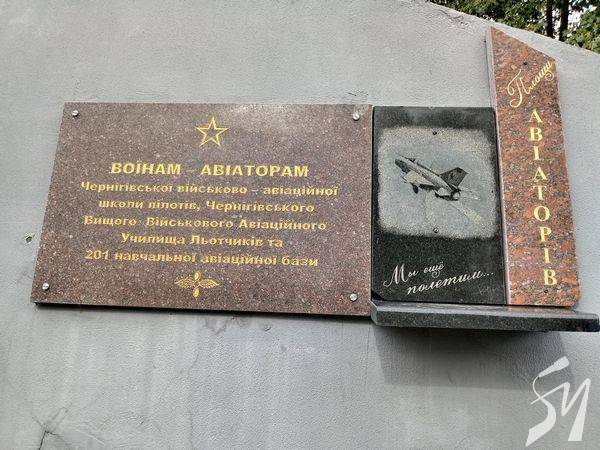 ВОЇНАМ – АВІАТОРАМ
Чернігівської військово – авіаційної
школи пілотів, Чернігівського
Вищого Військового Авіаційного
Училища Льотчиків та
201 навчальної авіаційної бази
Мы ещё
полетим...
Площа
АВІАТОРІВ